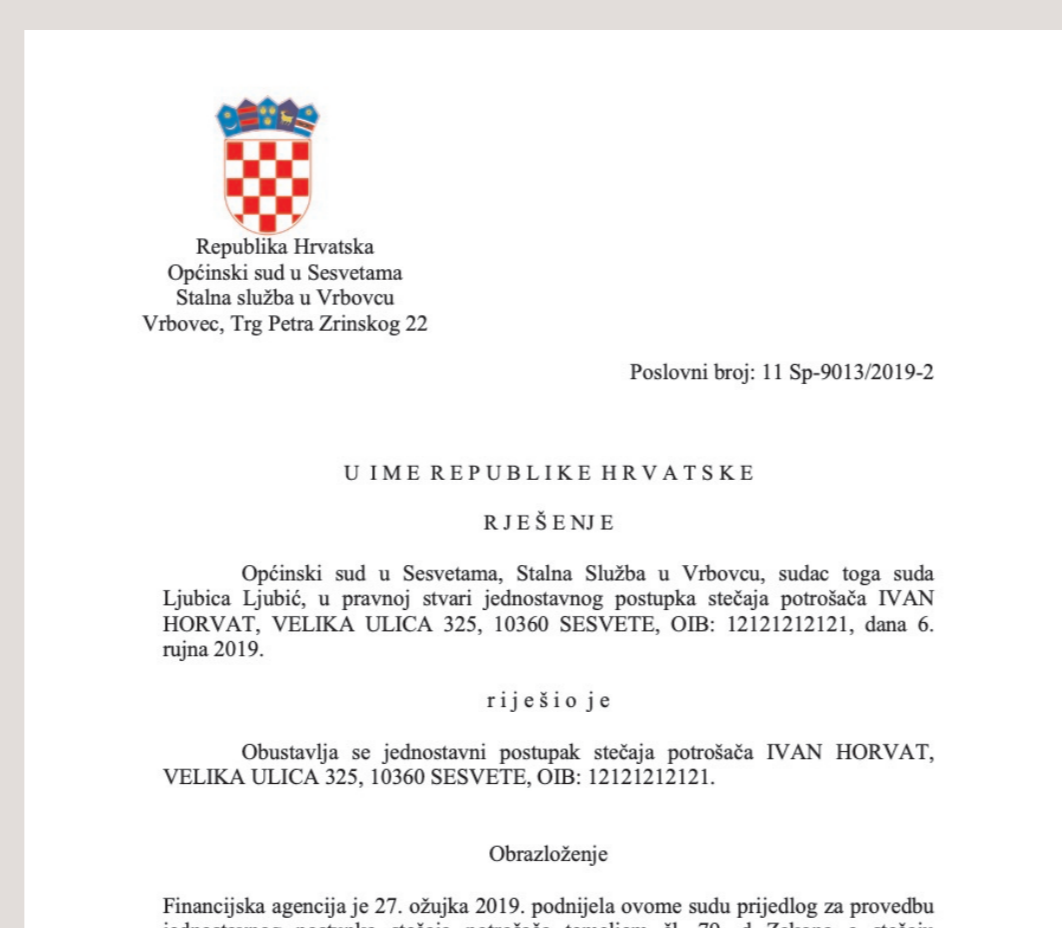 Republika Hrvatska
Općinski sud u Sesvetama
Stalna služba u Vrbovcu
Vrbovec, Trg Petra Zrinskog 22
Poslovni broj: 11 Sp-9013/2019-2
U IME REPUBLIKE HRVATSKE
RJEŠENJE
Općinski sud u Sesvetama, Stalna Služba u Vrbovcu, sudac toga suda
Ljubica Ljubić, u pravnoj stvari jednostavnog postupka stečaja potrošača IVAN
HORVAT, VELIKA ULICA 325, 10360 SESVETE, OIB: 12121212121, dana 6.
rujna 2019.
riješio je
Obustavlja se jednostavni postupak stečaja potrošača IVAN HORVAT,
VELIKA ULICA 325, 10360 SESVETE, OIB: 12121212121.
Obrazloženje
Financijska agencija je 27. ožujka 2019. podnijela ovome sudu prijedlog za provedbu